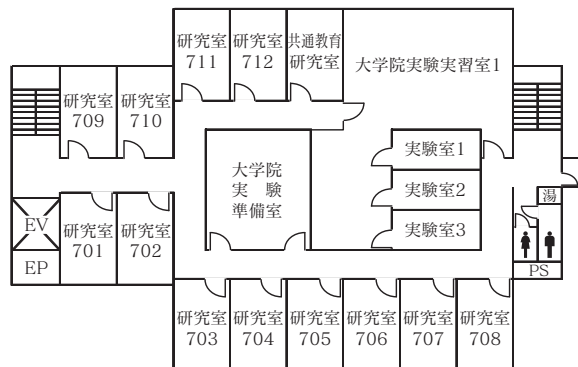 研究室
711
研究室
712
共通教育
研究室
大学院実験実習室1
研究室
709
研究室
710
大学院
実　験
準備室
実験室1
実験室2
実験室3
湯
EV
EP
研究室
701
研究室
702
PS
研究室
703
研究室
704
研究室
705
研究室
706
研究室
707
研究室
708